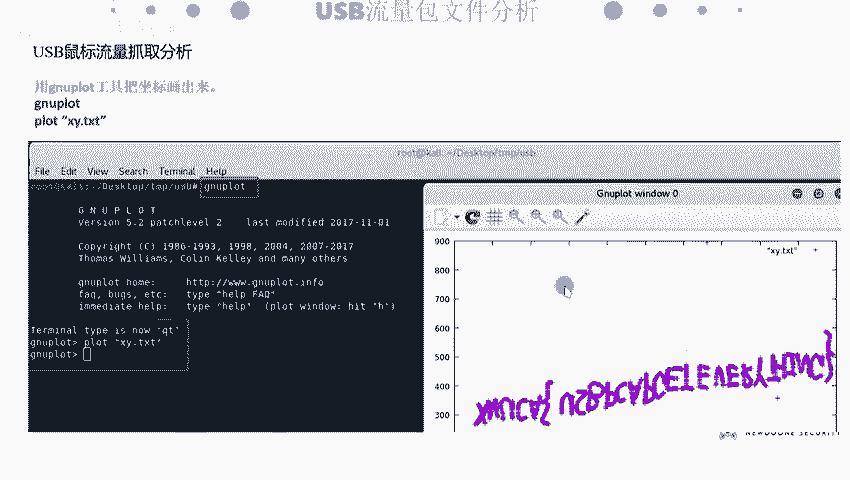 USB流量包文件分析
USB鼠标流量抓取分析
用gnuplot工具把坐标画出来。
gnuplot
plot "xy.txt"
root@kali: ~/Desktop/tmp/usb
File Edit View Search Terminal Help
root@kali:~/Desktop/tmp/usb# gnuplot
G N U P L O T
Version 5.2 patchlevel 2 last modified 2017-11-01
Copyright (C) 1986-1993, 1998, 2004, 2007-2017
Thomas Williams, Colin Kelley and many others
gnuplot home: http://www.gnuplot.info
faq, bugs, etc: type "help FAQ"
immediate help: type "help" (plot window: hit "h")
Terminal type is now 'qt'
gnuplot> plot "xy.txt"
gnuplot>
Gnuplot window 0
"xy.txt"
900
800
700
600
500
400
300